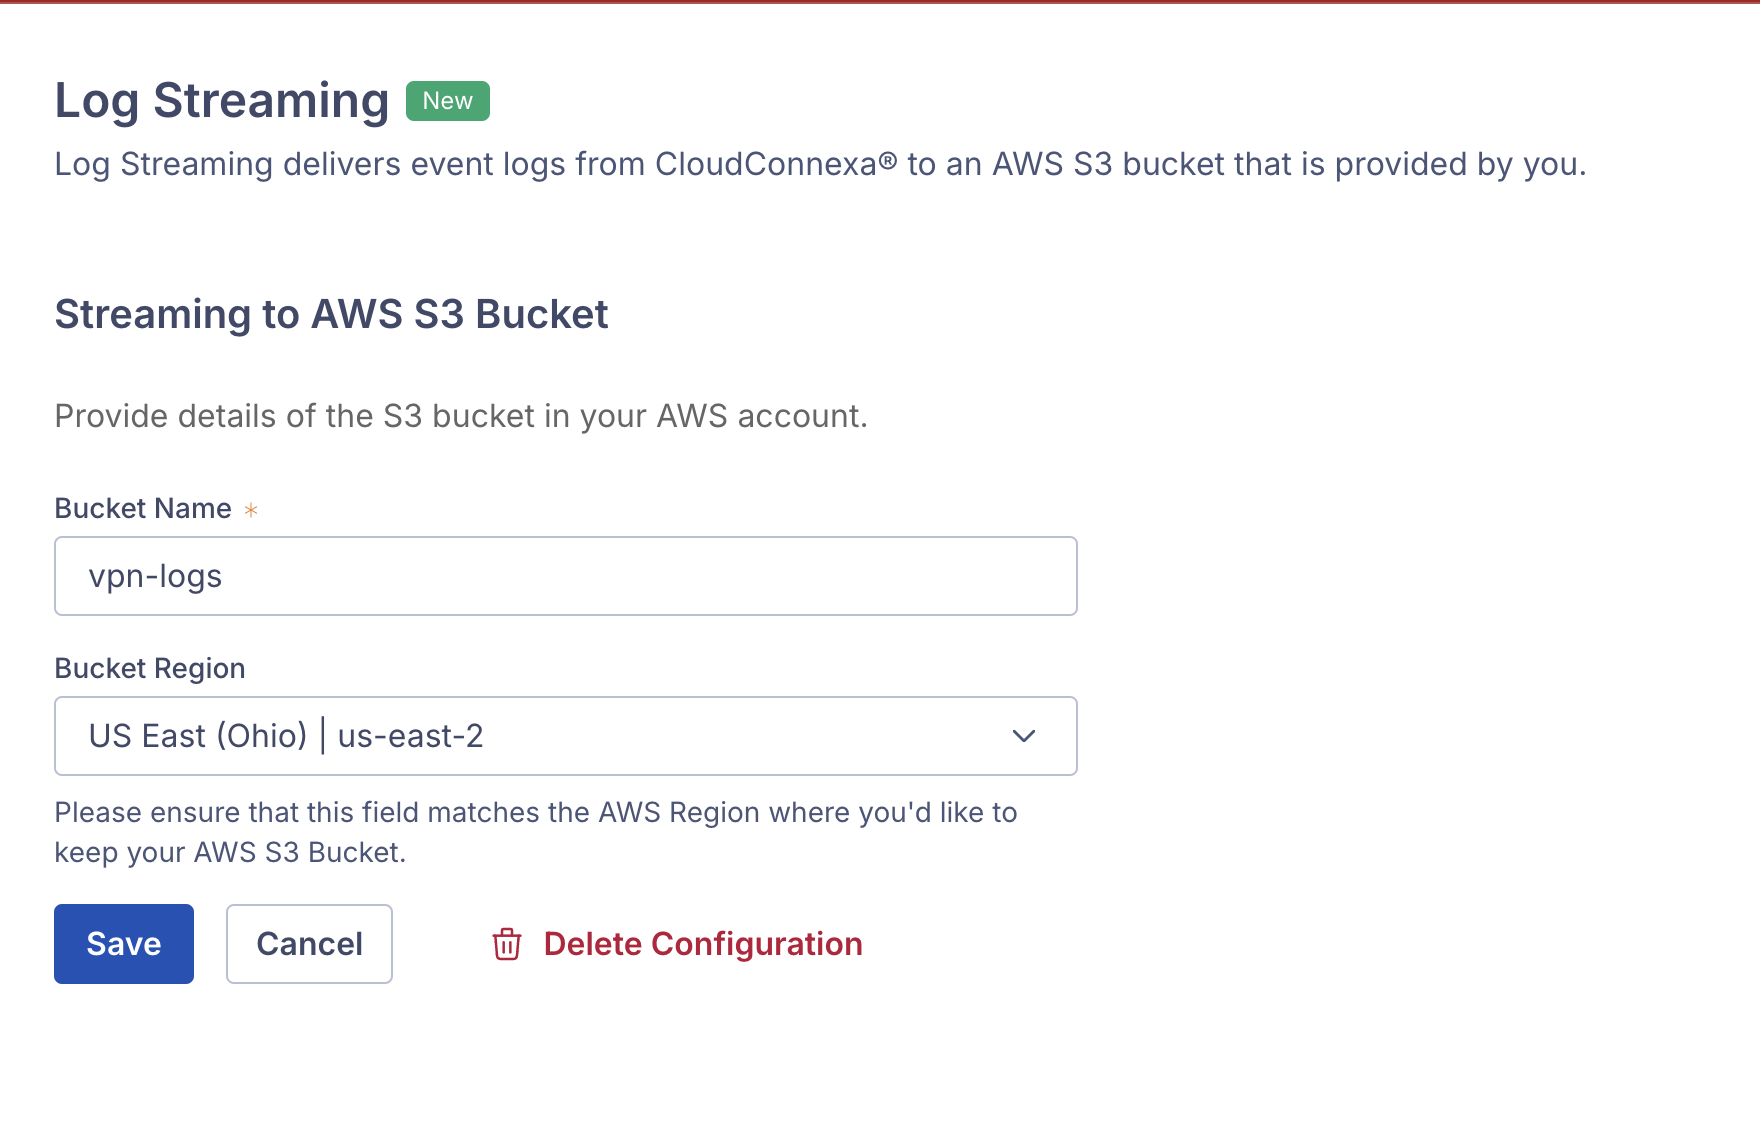 Log Streaming New
Log Streaming delivers event logs from CloudConnexa® to an AWS S3 bucket that is provided by you.
Streaming to AWS S3 Bucket
Provide details of the S3 bucket in your AWS account.
Bucket Name *
vpn-logs
Bucket Region
US East (Ohio) | us-east-2
Please ensure that this field matches the AWS Region where you'd like to
keep your AWS S3 Bucket.
Save Cancel Delete Configuration